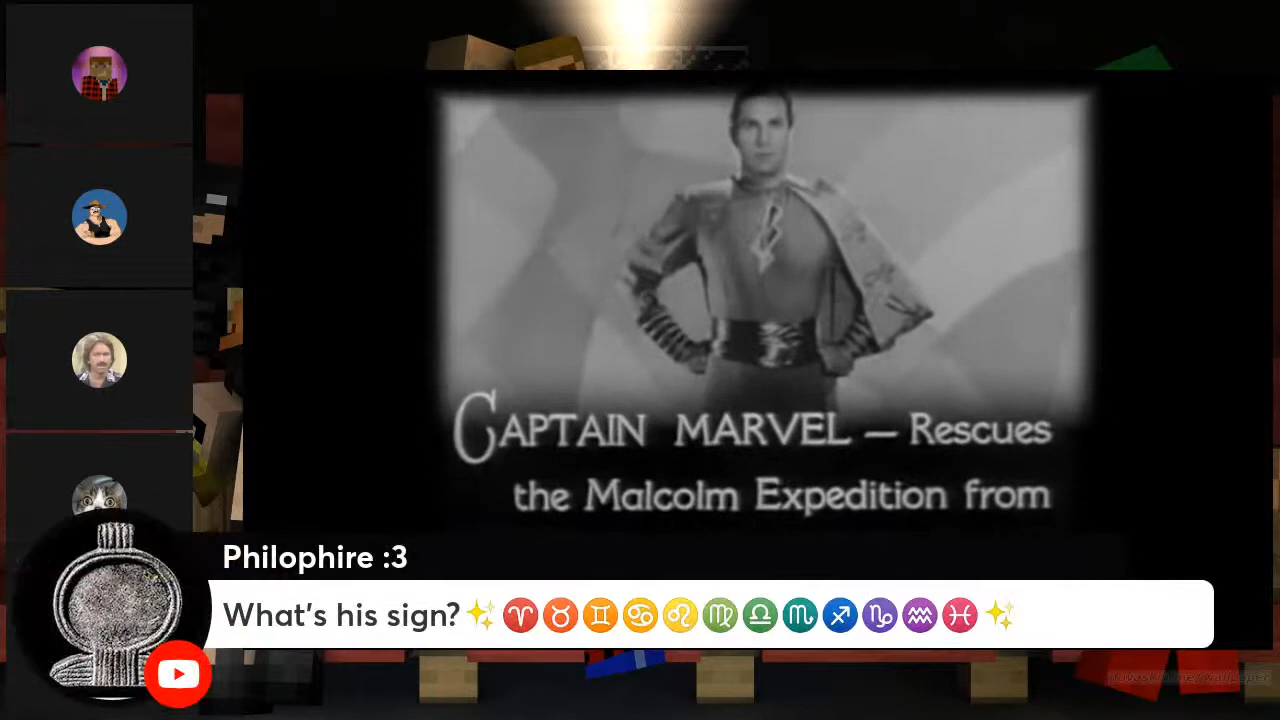 CAPTAIN MARVEL — Rescues
the Malcolm Expedition from
Philophire :3
What's his sign?✨♈♉♊♋♌♍♎♏♐♑♒♓✨